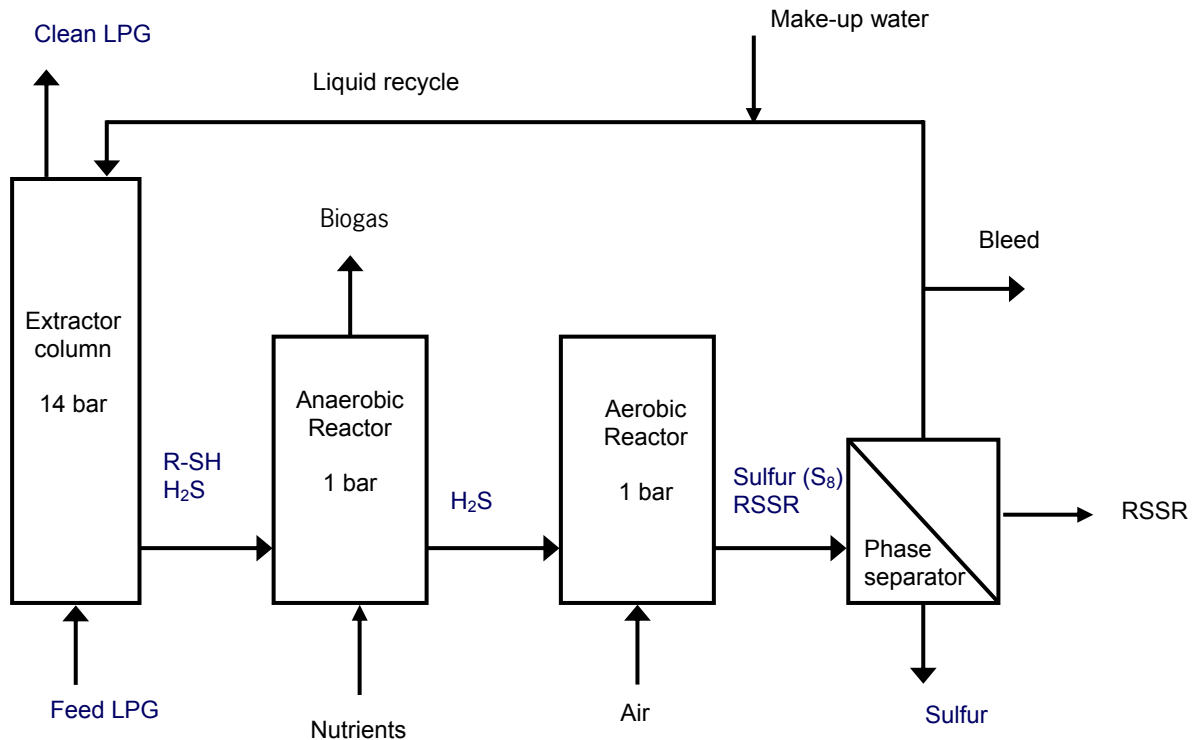 Clean LPG
Make-up water
Liquid recycle
Biogas
Bleed
Extractor
column
14 bar
Anaerobic
Reactor
1 bar
Aerobic
Reactor
1 bar
R-SH
H₂S
H₂S
Sulfur (S₈)
RSSR
RSSR
Phase
separator
Feed LPG
Nutrients
Air
Sulfur